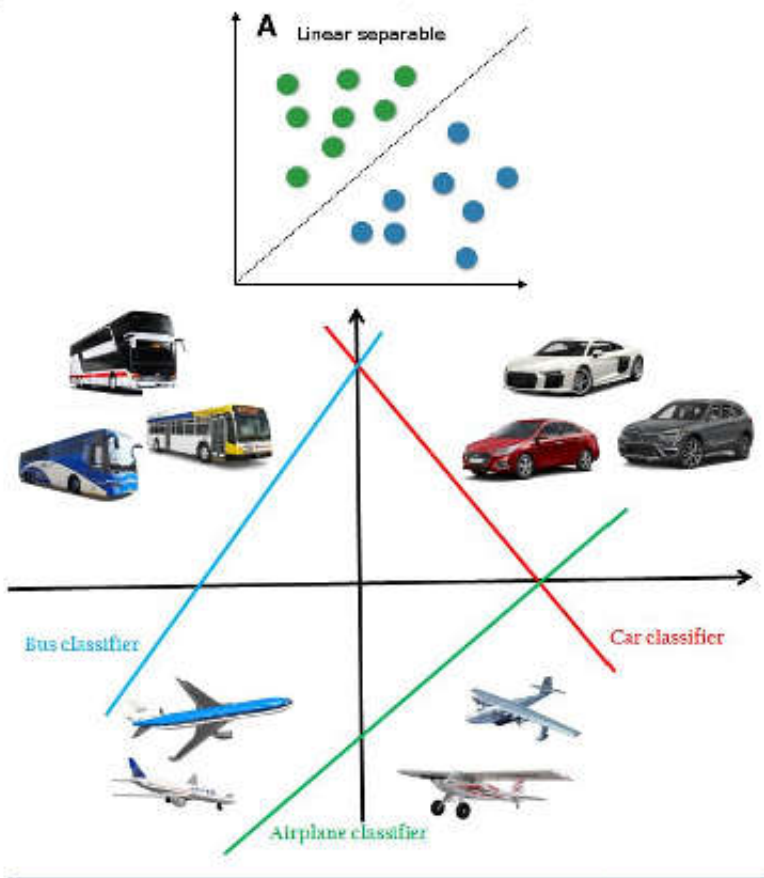 A Linear separable
Bus classifier
Car classifier
Airplane classifier